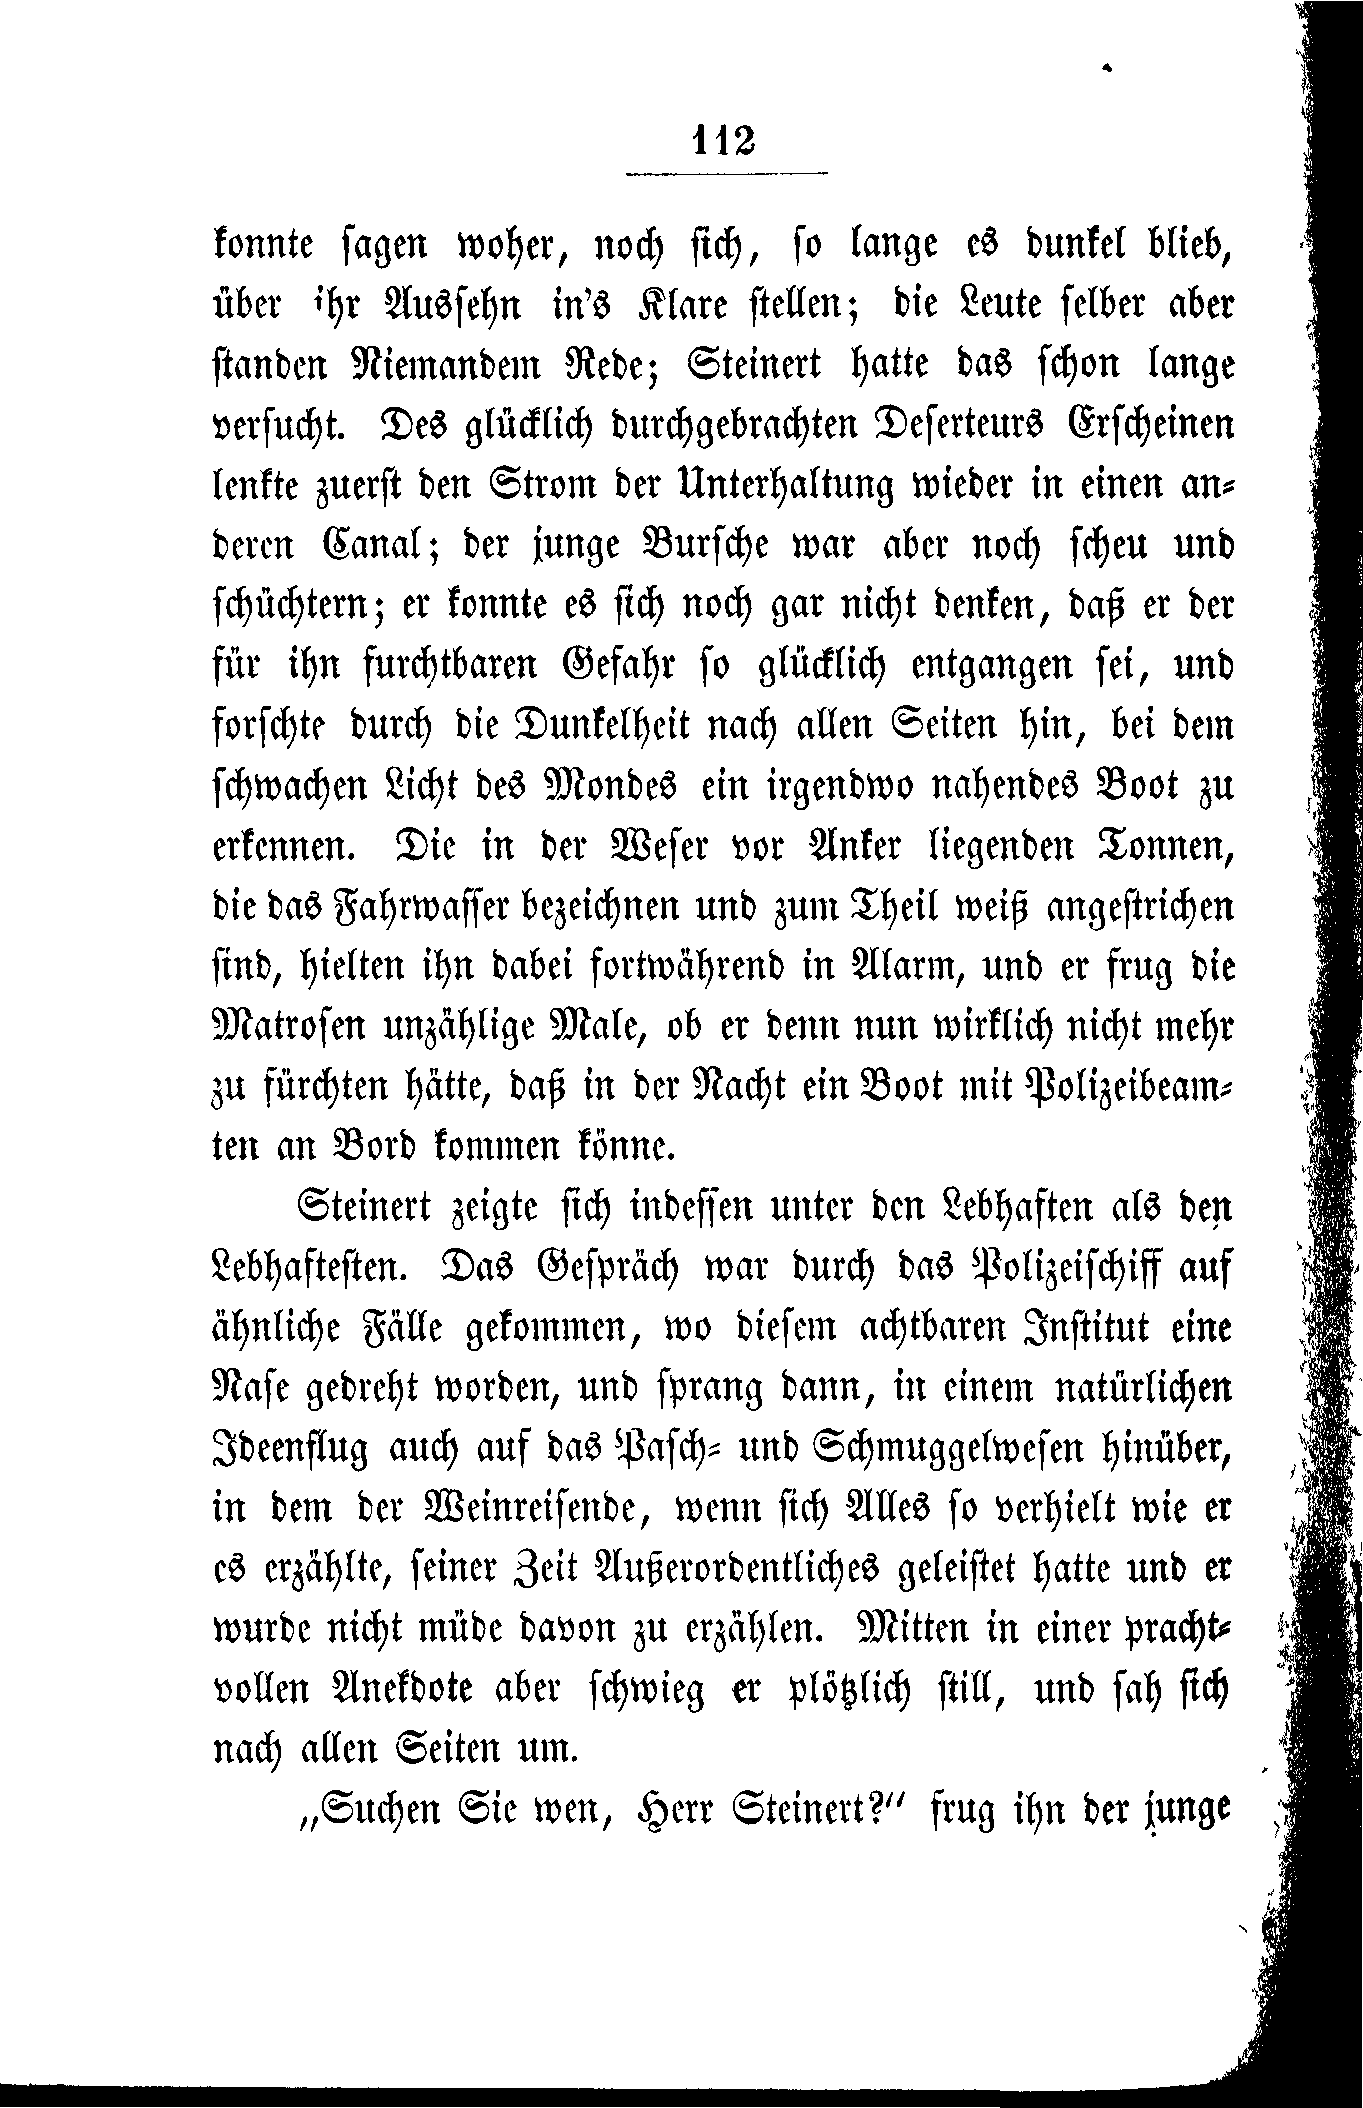 112
konnte sagen woher, noch sich, so lange es dunkel blieb,
über ihr Aussehn in's Klare stellen; die Leute selber aber
standen Niemandem Rede; Steinert hatte das schon lange
versucht. Des glücklich durchgebrachten Deserteurs Erscheinen
lenkte zuerst den Strom der Unterhaltung wieder in einen an-
deren Canal; der junge Bursche war aber noch scheu und
schüchtern; er konnte es sich noch gar nicht denken, daß er der
für ihn furchtbaren Gefahr so glücklich entgangen sei, und
forschte durch die Dunkelheit nach allen Seiten hin, bei dem
schwachen Licht des Mondes ein irgendwo nahendes Boot zu
erkennen. Die in der Weser vor Anker liegenden Tonnen,
die das Fahrwasser bezeichnen und zum Theil weiß angestrichen
sind, hielten ihn dabei fortwährend in Alarm, und er frug die
Matrosen unzählige Male, ob er denn nun wirklich nicht mehr
zu fürchten hätte, daß in der Nacht ein Boot mit Polizeibeam-
ten an Bord kommen könne.
Steinert zeigte sich indessen unter den Lebhaften als den
Lebhaftesten. Das Gespräch war durch das Polizeischiff auf
ähnliche Fälle gekommen, wo diesem achtbaren Institut eine
Nase gedreht worden, und sprang dann, in einem natürlichen
Ideenflug auch auf das Pasch- und Schmuggelwesen hinüber,
in dem der Weinreisende, wenn sich Alles so verhielt wie er
es erzählte, seiner Zeit Außerordentliches geleistet hatte und er
wurde nicht müde davon zu erzählen. Mitten in einer pracht-
vollen Anekdote aber schwieg er plötzlich still, und sah sich
nach allen Seiten um.
„Suchen Sie wen, Herr Steinert?“ frug ihn der junge